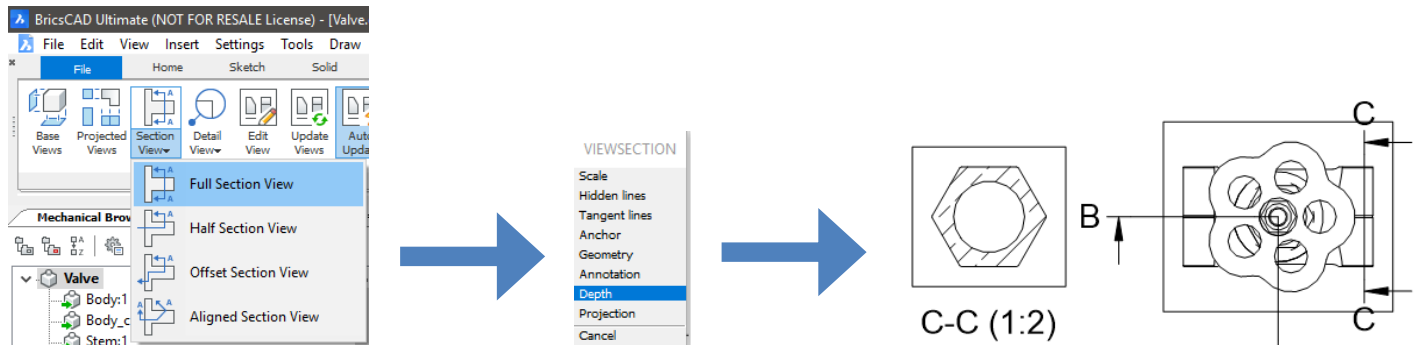 BricsCAD Ultimate (NOT FOR RESALE License) - [Valve.
File Edit View Insert Settings Tools Draw
File Home Sketch Solid
Base Views
Projected Views
Section View
Detail View
Edit View
Update Views
Auto Upda
Full Section View
Half Section View
Offset Section View
Aligned Section View
Mechanical Brow
Valve
Body:1
Body_c
Stem:1
VIEWSECTION
Scale
Hidden lines
Tangent lines
Anchor
Geometry
Annotation
Depth
Projection
Cancel
C-C (1:2)
C
B
C